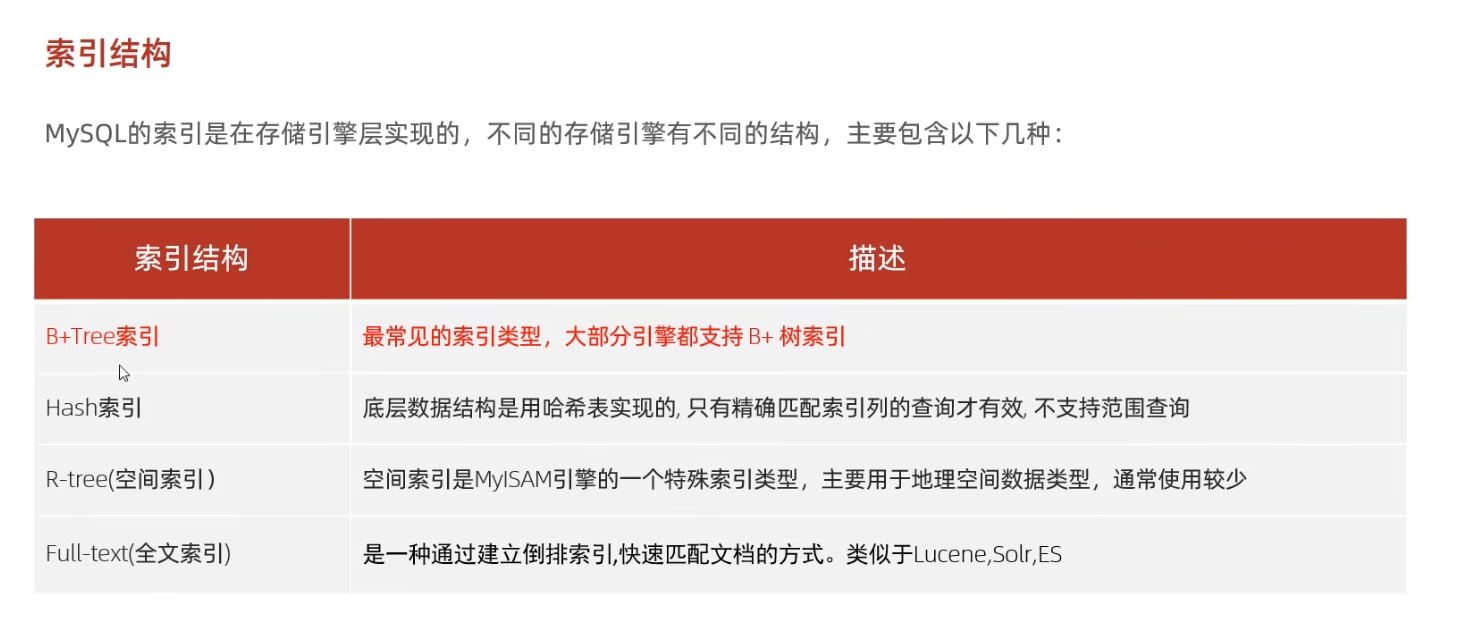 索引结构
MySQL的索引是在存储引擎层实现的，不同的存储引擎有不同的结构，主要包含以下几种：
索引结构 描述
B+Tree索引 最常见的索引类型，大部分引擎都支持 B+ 树索引
Hash索引 底层数据结构是用哈希表实现的, 只有精确匹配索引列的查询才有效, 不支持范围查询
R-tree(空间索引） 空间索引是MyISAM引擎的一个特殊索引类型，主要用于地理空间数据类型，通常使用较少
Full-text(全文索引) 是一种通过建立倒排索引,快速匹配文档的方式。类似于Lucene,Solr,ES